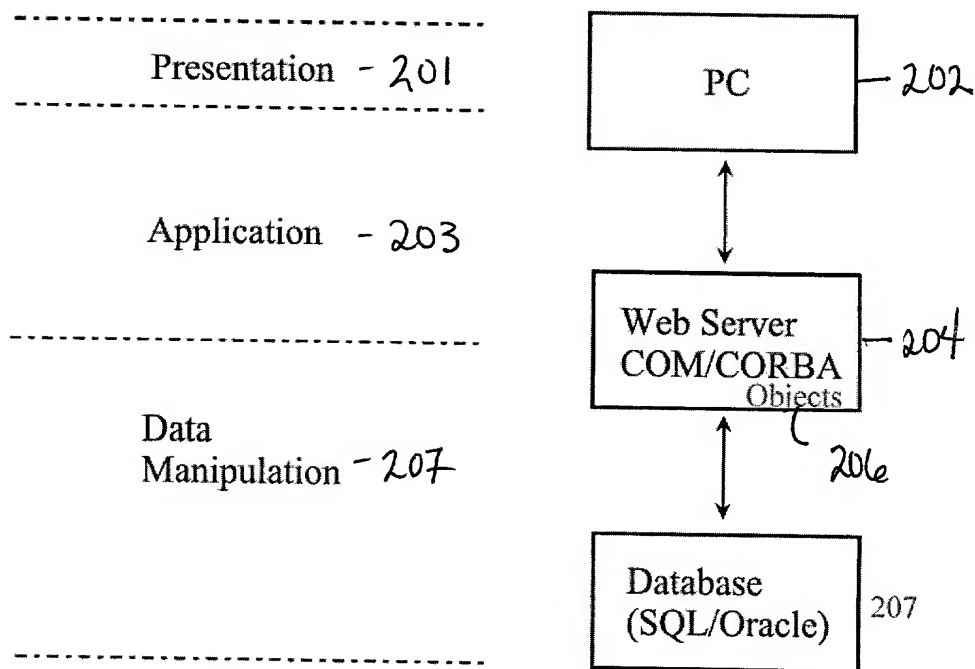 Presentation - 201
PC
202
Application - 203
Web Server
COM/CORBA
Objects
204
206
Data
Manipulation - 207
Database
(SQL/Oracle)
207